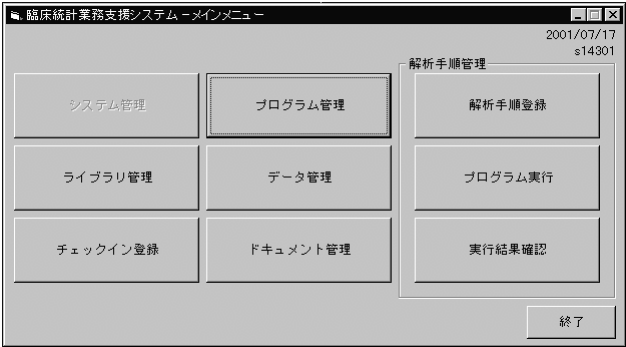 臨床統計業務支援システム－メインメニュー
2001/07/17
s14301
解析手順管理
システム管理 プログラム管理 解析手順登録
ライブラリ管理 データ管理 プログラム実行
チェックイン登録 ドキュメント管理 実行結果確認
終了